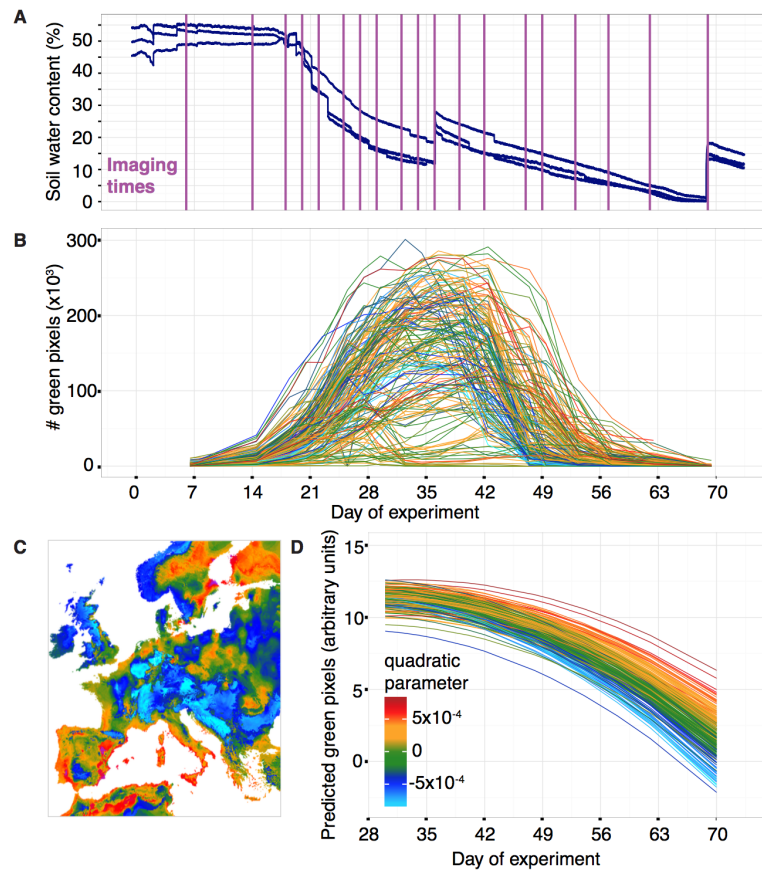 A
Soil water content (%)
50
40
30
20
10
0
Imaging
times
B
# green pixels (x10³)
300
200
100
0
0 7 14 21 28 35 42 49 56 63 70
Day of experiment
C
D
Predicted green pixels (arbitrary units)
15
10
5
0
quadratic
parameter
5x10⁻⁴
0
-5x10⁻⁴
28 35 42 49 56 63 70
Day of experiment